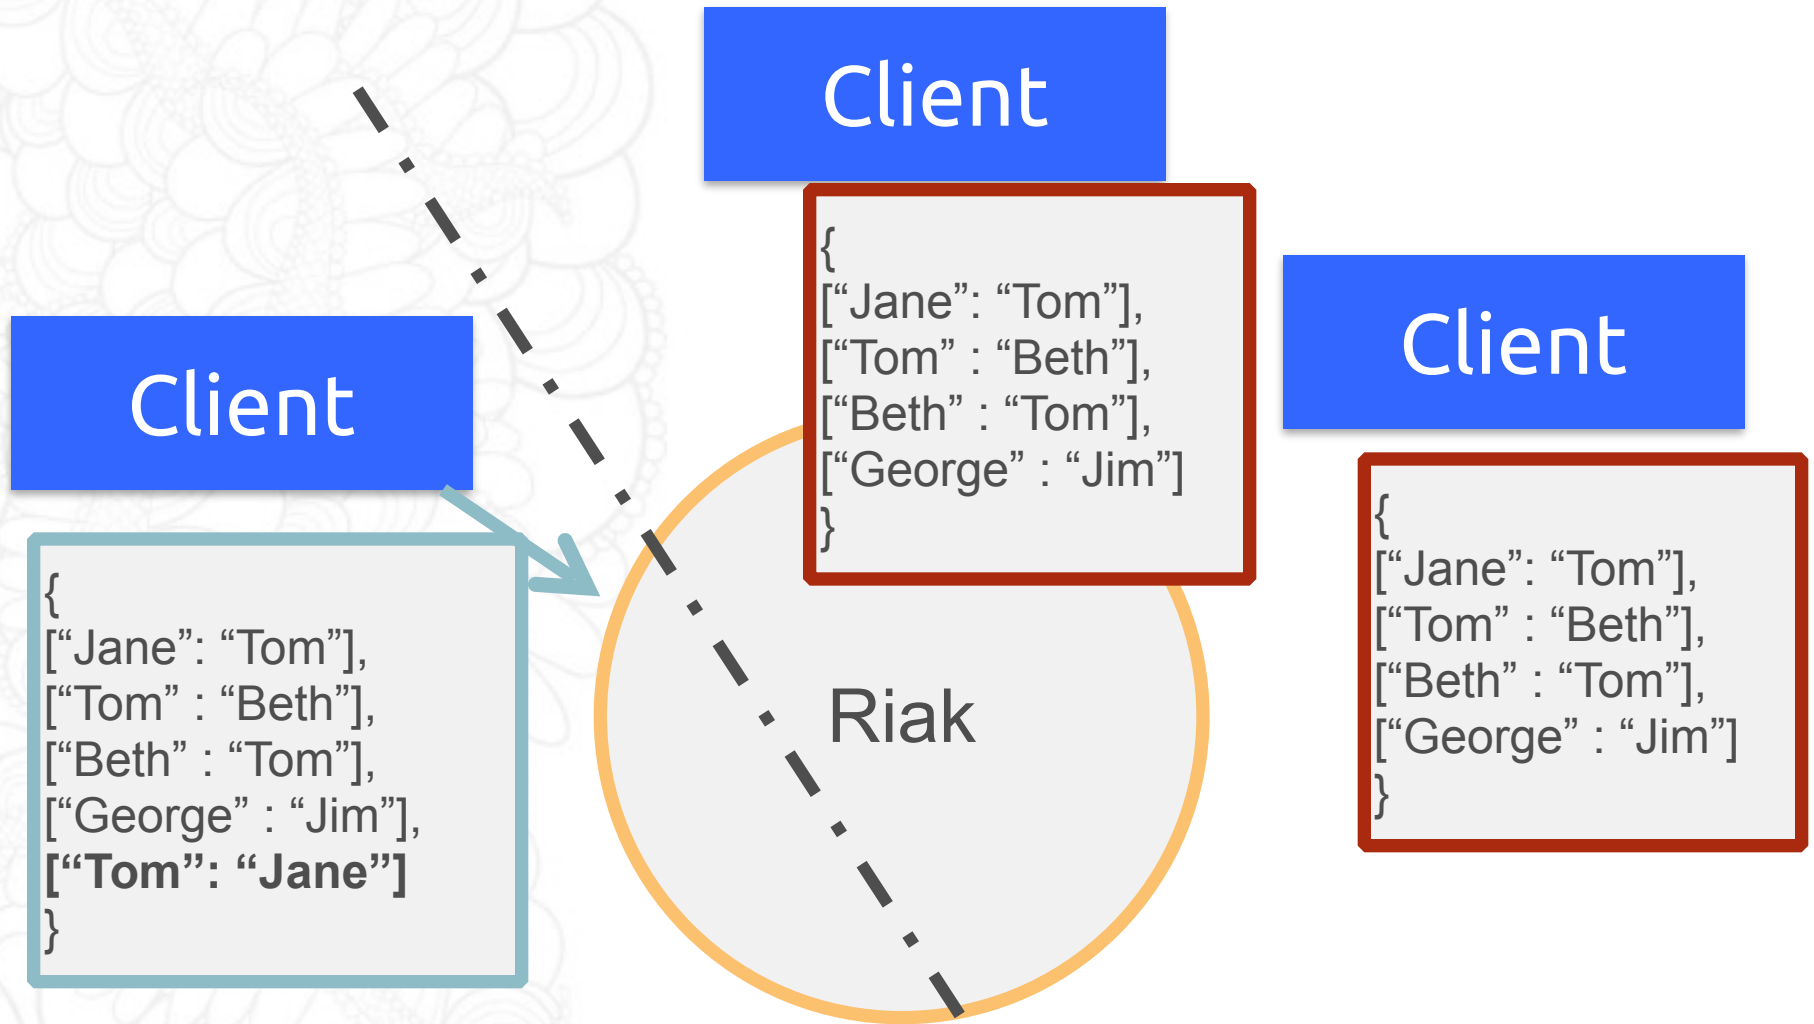 Client
{
[“Jane”: “Tom”],
[“Tom” : “Beth”],
[“Beth” : “Tom”],
[“George” : “Jim”]
}
Client
{
[“Jane”: “Tom”],
[“Tom” : “Beth”],
[“Beth” : “Tom”],
[“George” : “Jim”]
}
Client
{
[“Jane”: “Tom”],
[“Tom” : “Beth”],
[“Beth” : “Tom”],
[“George” : “Jim”],
[“Tom”: “Jane”]
}
Riak